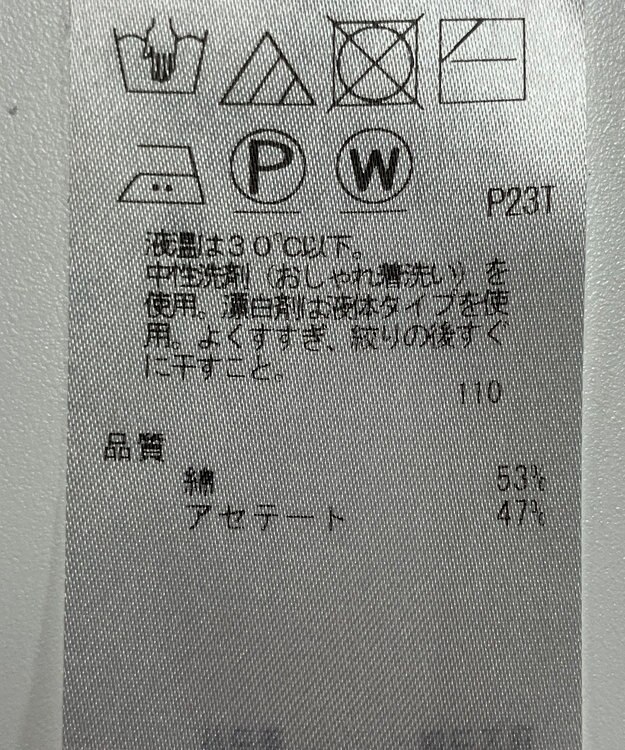 P W
P23T
液温は30℃以下。
中性洗剤（おしゃれ着洗い）を
使用。漂白剤は液体タイプを使
用。よくすすぎ、絞りの後すぐ
に干すこと。
110
品質
綿 53%
アセテート 47%